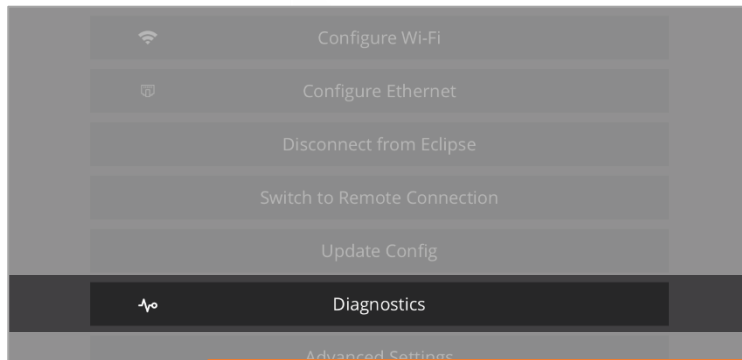 Configure Wi-Fi
Configure Ethernet
Disconnect from Eclipse
Switch to Remote Connection
Update Config
Diagnostics
Advanced Settings